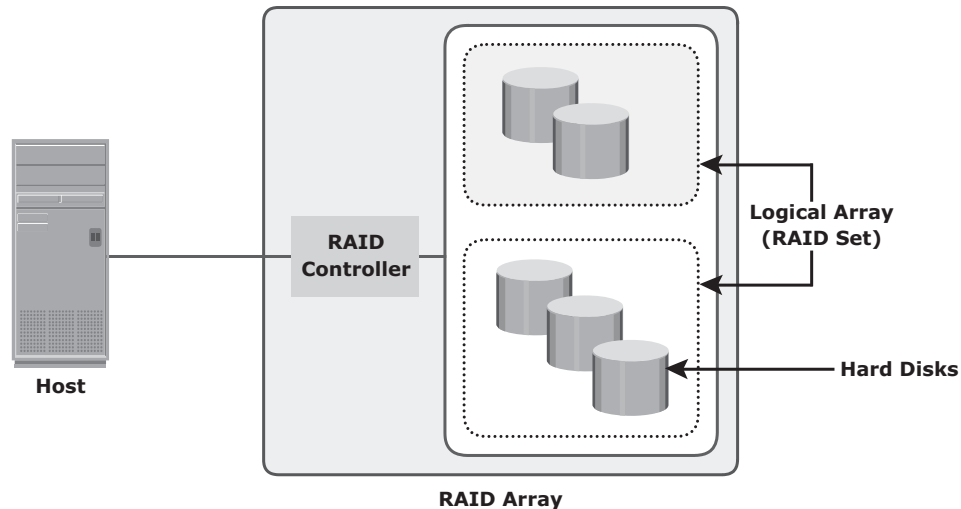 RAID
Controller
Logical Array
(RAID Set)
Hard Disks
Host
RAID Array